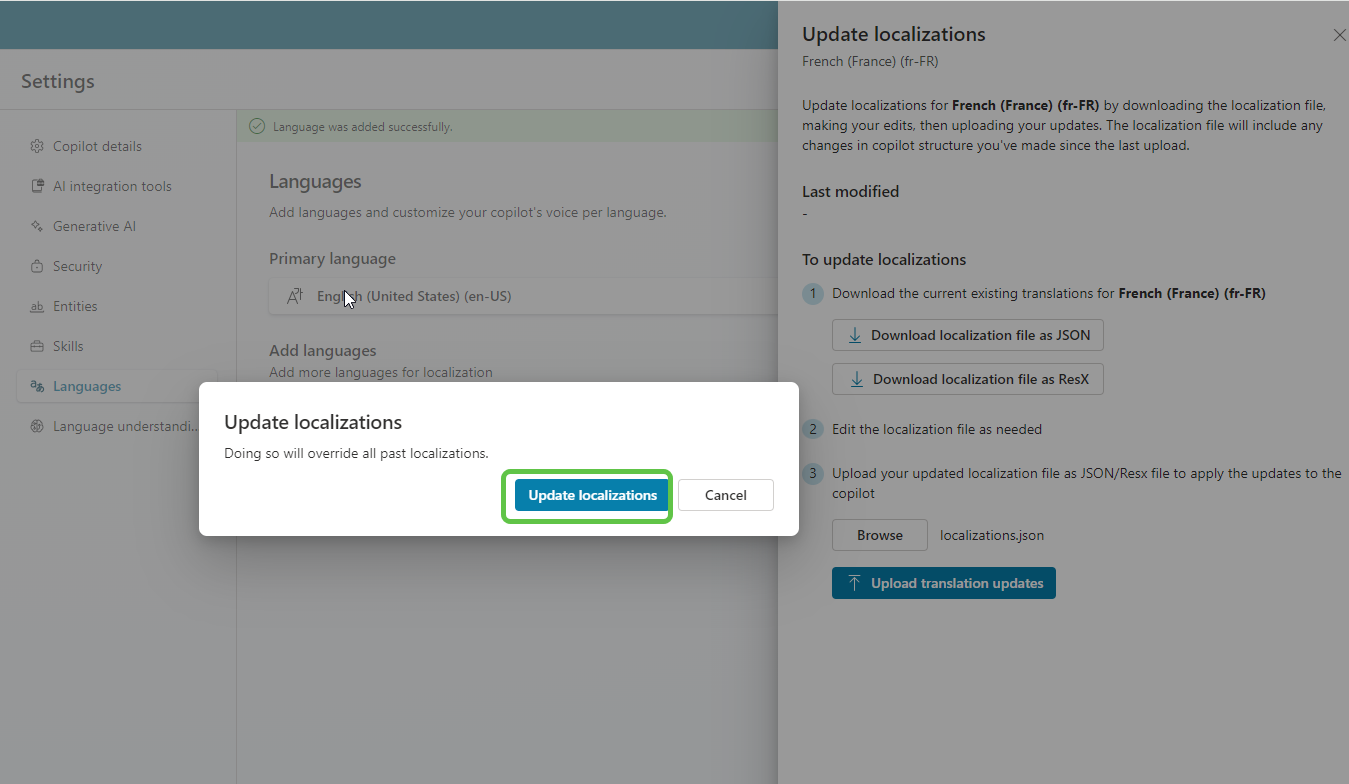 Settings
Copilot details
AI integration tools
Generative AI
Security
ab Entities
Skills
Languages
Language understandi...
Language was added successfully.
Languages
Add languages and customize your copilot's voice per language.
Primary language
English (United States) (en-US)
Add languages
Add more languages for localization
Update localizations
Doing so will override all past localizations.
Update localizations
Cancel
Update localizations
French (France) (fr-FR)
Update localizations for French (France) (fr-FR) by downloading the localization file,
making your edits, then uploading your updates. The localization file will include any
changes in copilot structure you've made since the last upload.
Last modified
-
To update localizations
1 Download the current existing translations for French (France) (fr-FR)
Download localization file as JSON
Download localization file as ResX
2 Edit the localization file as needed
3 Upload your updated localization file as JSON/Resx file to apply the updates to the
copilot
Browse localizations.json
Upload translation updates